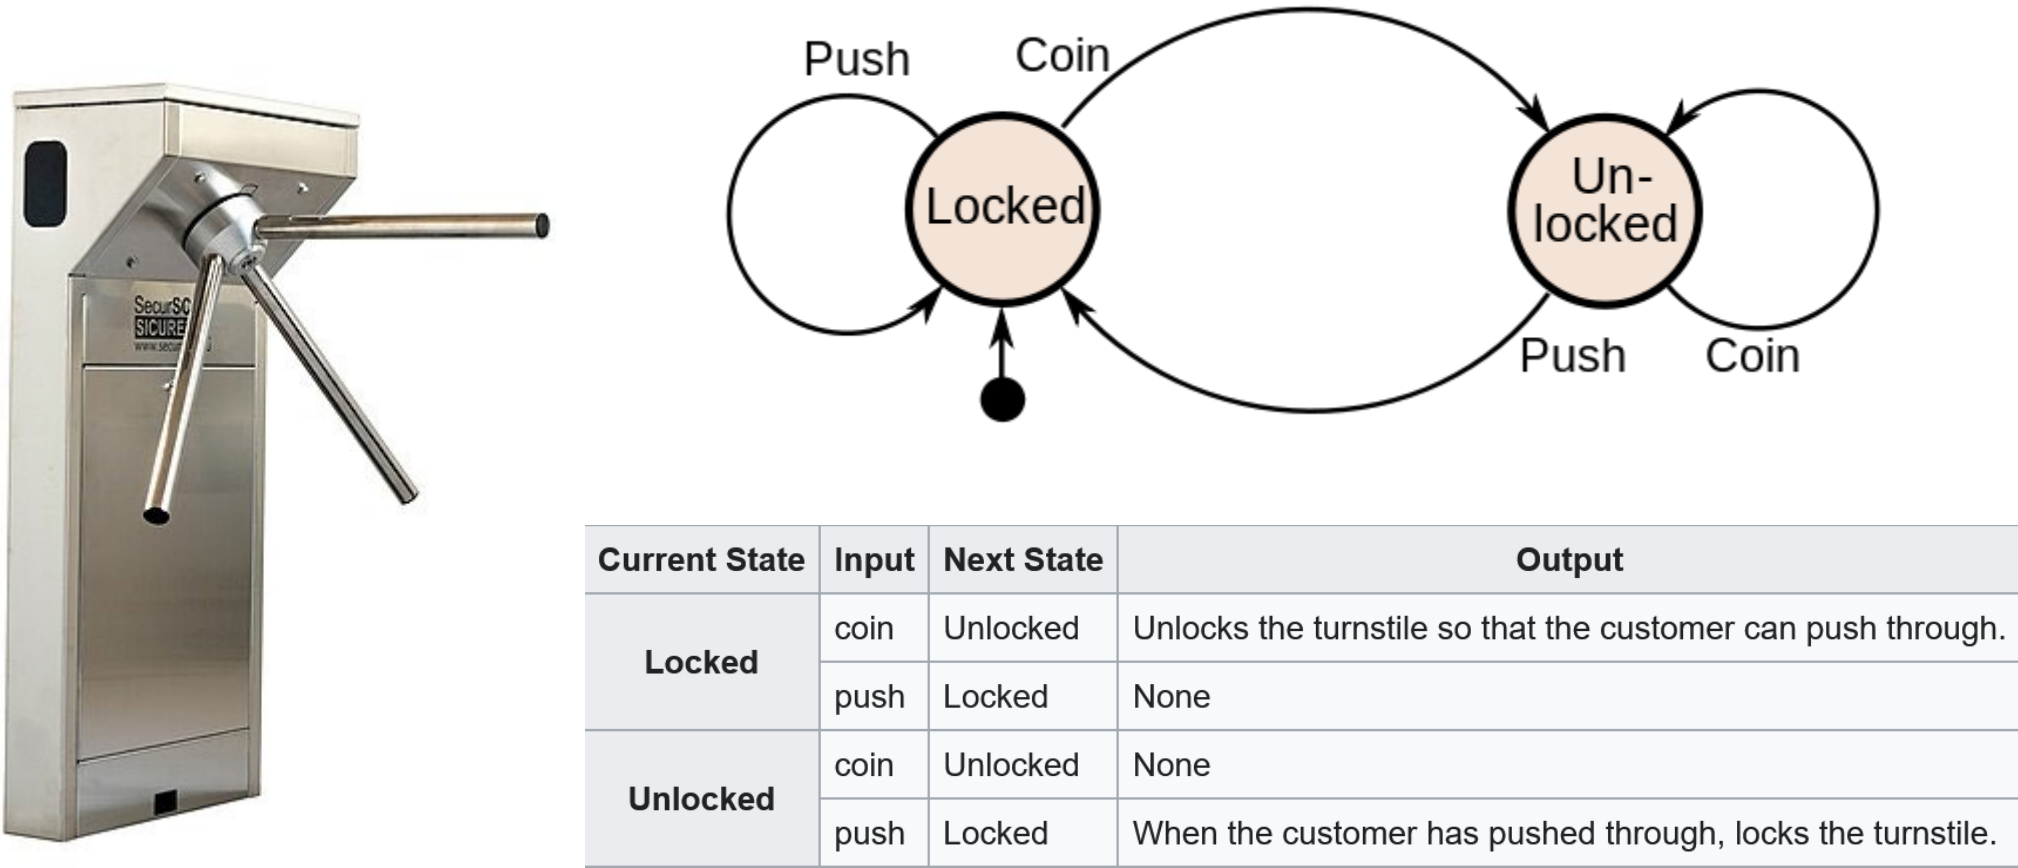 Push
Coin
Locked
Un-
locked
Push
Coin
SICURE
Current State Input Next State Output
Locked
coin Unlocked Unlocks the turnstile so that the customer can push through.
push Locked None
Unlocked
coin Unlocked None
push Locked When the customer has pushed through, locks the turnstile.